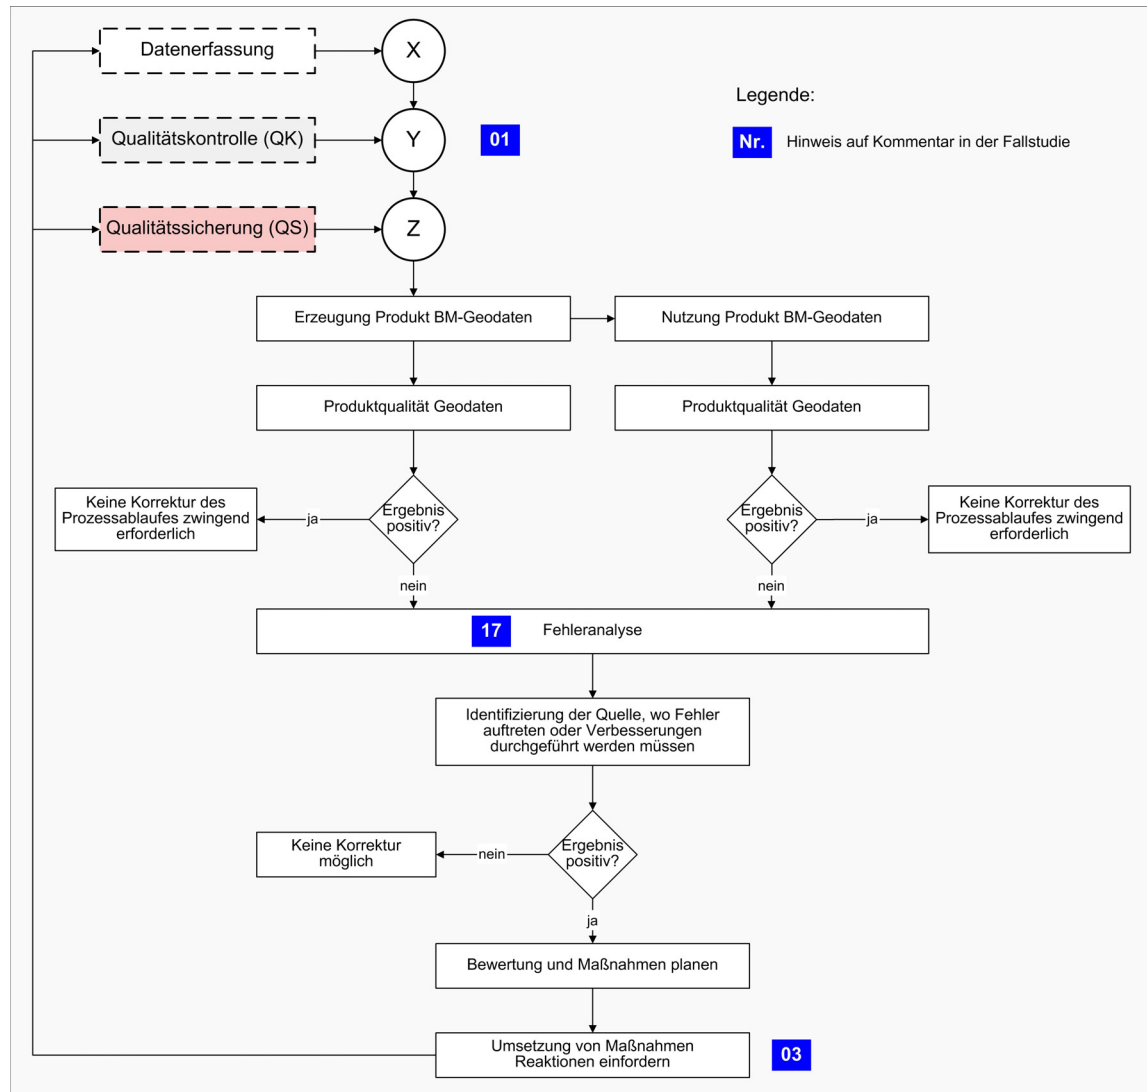 Datenerfassung
X
Legende:
Qualitätskontrolle (QK)
Y
01
Nr.
Hinweis auf Kommentar in der Fallstudie
Qualitätssicherung (QS)
Z
Erzeugung Produkt BM-Geodaten
Nutzung Produkt BM-Geodaten
Produktqualität Geodaten
Produktqualität Geodaten
Keine Korrektur des
Prozessablaufes zwingend
erforderlich
ja
Ergebnis
positiv?
Ergebnis
positiv?
ja
Keine Korrektur des
Prozessablaufes zwingend
erforderlich
nein
nein
17
Fehleranalyse
Identifizierung der Quelle, wo Fehler
auftreten oder Verbesserungen
durchgeführt werden müssen
Keine Korrektur
möglich
nein
Ergebnis
positiv?
ja
Bewertung und Maßnahmen planen
Umsetzung von Maßnahmen
Reaktionen einfordern
03